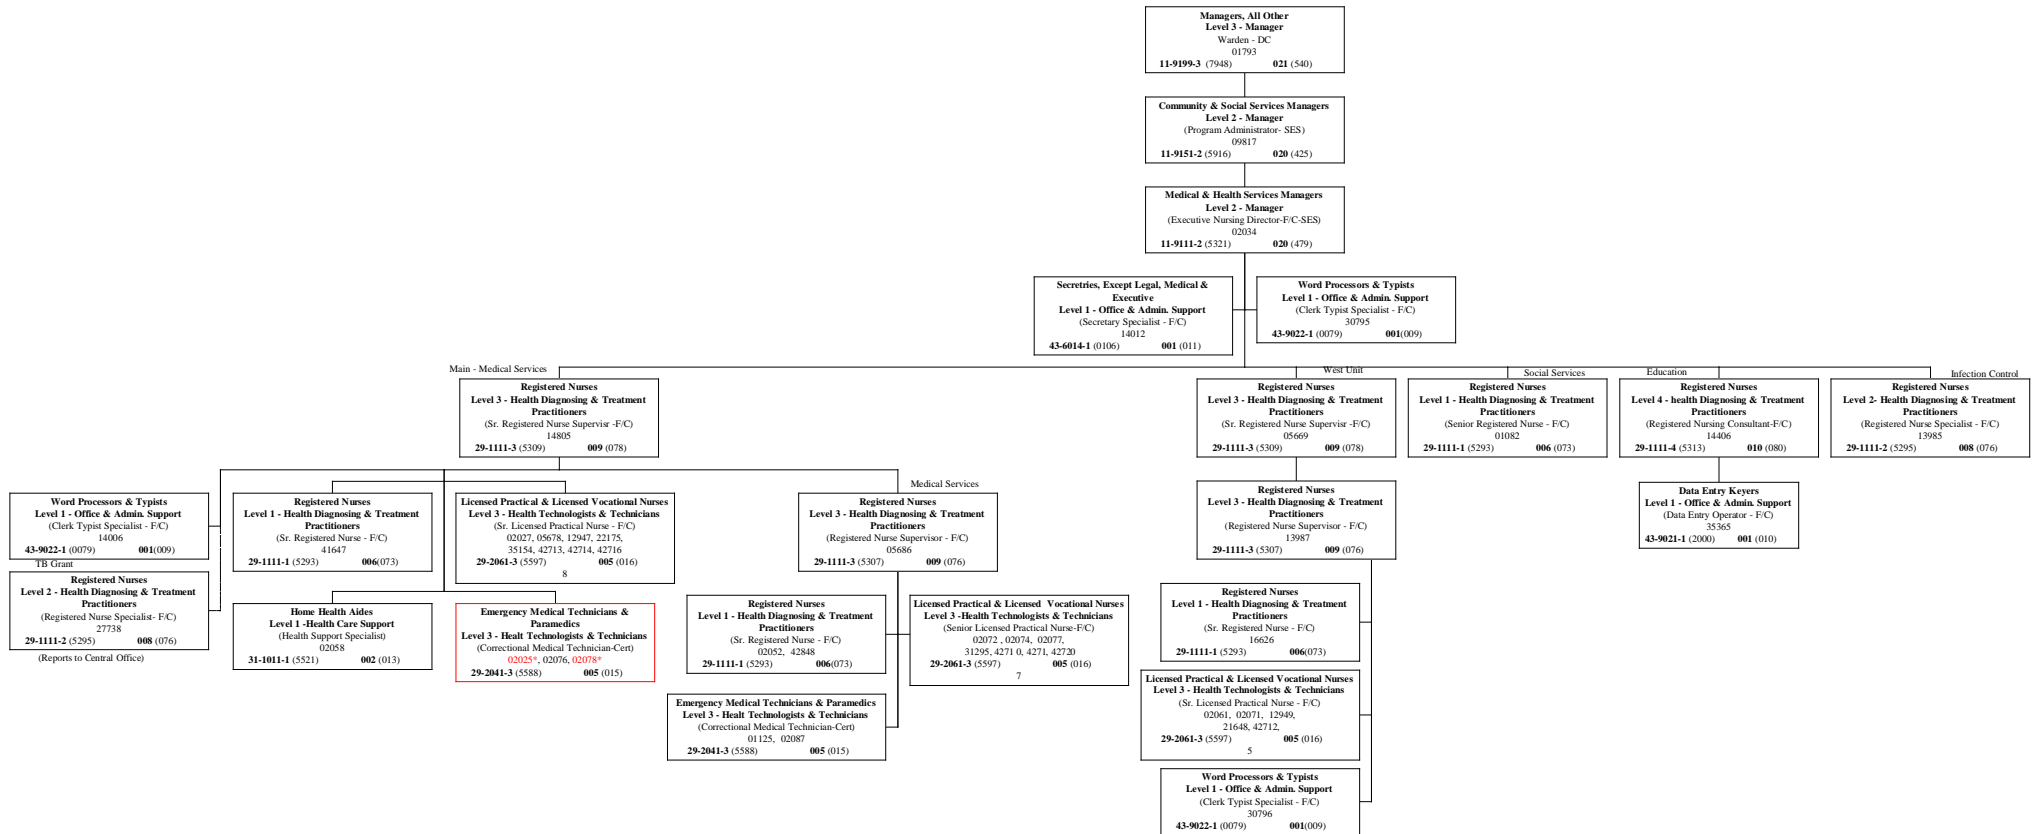 Managers, All Other
Level 3 - Manager
Warden - DC
01793
11-9199-3 (7948) 021 (540)
Community & Social Services Managers
Level 2 - Manager
(Program Administrator- SES)
09817
11-9151-2 (5916) 020 (425)
Medical & Health Services Managers
Level 2 - Manager
(Executive Nursing Director-F/C-SES)
02034
11-9111-2 (5321) 020 (479)
Secretries, Except Legal, Medical &
Executive
Level 1 - Office & Admin. Support
(Secretary Specialist - F/C)
14012
43-6014-1 (0106) 001 (011)
Word Processors & Typists
Level 1 - Office & Admin. Support
(Clerk Typist Specialist - F/C)
30795
43-9022-1 (0079) 001(009)
Main - Medical Services
Registered Nurses
Level 3 - Health Diagnosing & Treatment
Practitioners
(Sr. Registered Nurse Supervisr -F/C)
14805
29-1111-3 (5309) 009 (078)
West Unit
Registered Nurses
Level 3 - Health Diagnosing & Treatment
Practitioners
(Sr. Registered Nurse Supervisr -F/C)
05669
29-1111-3 (5309) 009 (078)
Social Services
Registered Nurses
Level 1 - Health Diagnosing & Treatment
Practitioners
(Senior Registered Nurse - F/C)
01082
29-1111-1 (5293) 006 (073)
Education
Registered Nurses
Level 4 - health Diagnosing & Treatment
Practitioners
(Registered Nursing Consultant-F/C)
14406
29-1111-4 (5313) 010 (080)
Infection Control
Registered Nurses
Level 2- Health Diagnosing & Treatment
Practitioners
(Registered Nurse Specialist - F/C)
13985
29-1111-2 (5295) 008 (076)
Word Processors & Typists
Level 1 - Office & Admin. Support
(Clerk Typist Specialist - F/C)
14006
43-9022-1 (0079) 001(009)
TB Grant
Registered Nurses
Level 2 - Health Diagnosing & Treatment
Practitioners
(Registered Nurse Specialist- F/C)
27738
29-1111-2 (5295) 008 (076)
(Reports to Central Office)
Registered Nurses
Level 1 - Health Diagnosing & Treatment
Practitioners
(Sr. Registered Nurse - F/C)
41647
29-1111-1 (5293) 006(073)
Licensed Practical & Licensed Vocational Nurses
Level 3 - Health Technologists & Technicians
(Sr. Licensed Practical Nurse - F/C)
02027, 05678, 12947, 22175,
35154, 42713, 42714, 42716
29-2061-3 (5597) 005 (016)
8
Home Health Aides
Level 1 -Health Care Support
(Health Support Specialist)
02058
31-1011-1 (5521) 002 (013)
Emergency Medical Technicians &
Paramedics
Level 3 - Healt Technologists & Technicians
(Correctional Medical Technician-Cert)
02025*, 02076, 02078*
29-2041-3 (5588) 005 (015)
Medical Services
Registered Nurses
Level 3 - Health Diagnosing & Treatment
Practitioners
(Registered Nurse Supervisor - F/C)
05686
29-1111-3 (5307) 009 (076)
Registered Nurses
Level 1 - Health Diagnosing & Treatment
Practitioners
(Sr. Registered Nurse - F/C)
02052, 42848
29-1111-1 (5293) 006(073)
Licensed Practical & Licensed Vocational Nurses
Level 3 -Health Technologists & Technicians
(Senior Licensed Practical Nurse-F/C)
02072 , 02074, 02077,
31295, 4271 0, 4271, 42720
29-2061-3 (5597) 005 (016)
7
Emergency Medical Technicians & Paramedics
Level 3 - Healt Technologists & Technicians
(Correctional Medical Technician-Cert)
01125, 02087
29-2041-3 (5588) 005 (015)
Registered Nurses
Level 3 - Health Diagnosing & Treatment
Practitioners
(Registered Nurse Supervisor - F/C)
13987
29-1111-3 (5307) 009 (076)
Registered Nurses
Level 1 - Health Diagnosing & Treatment
Practitioners
(Sr. Registered Nurse - F/C)
16626
29-1111-1 (5293) 006(073)
Licensed Practical & Licensed Vocational Nurses
Level 3 - Health Technologists & Technicians
(Sr. Licensed Practical Nurse - F/C)
02061, 02071, 12949,
21648, 42712,
29-2061-3 (5597) 005 (016)
5
Word Processors & Typists
Level 1 - Office & Admin. Support
(Clerk Typist Specialist - F/C)
30796
43-9022-1 (0079) 001(009)
Data Entry Keyers
Level 1 - Office & Admin. Support
(Data Entry Operator - F/C)
35365
43-9021-1 (2000) 001 (010)